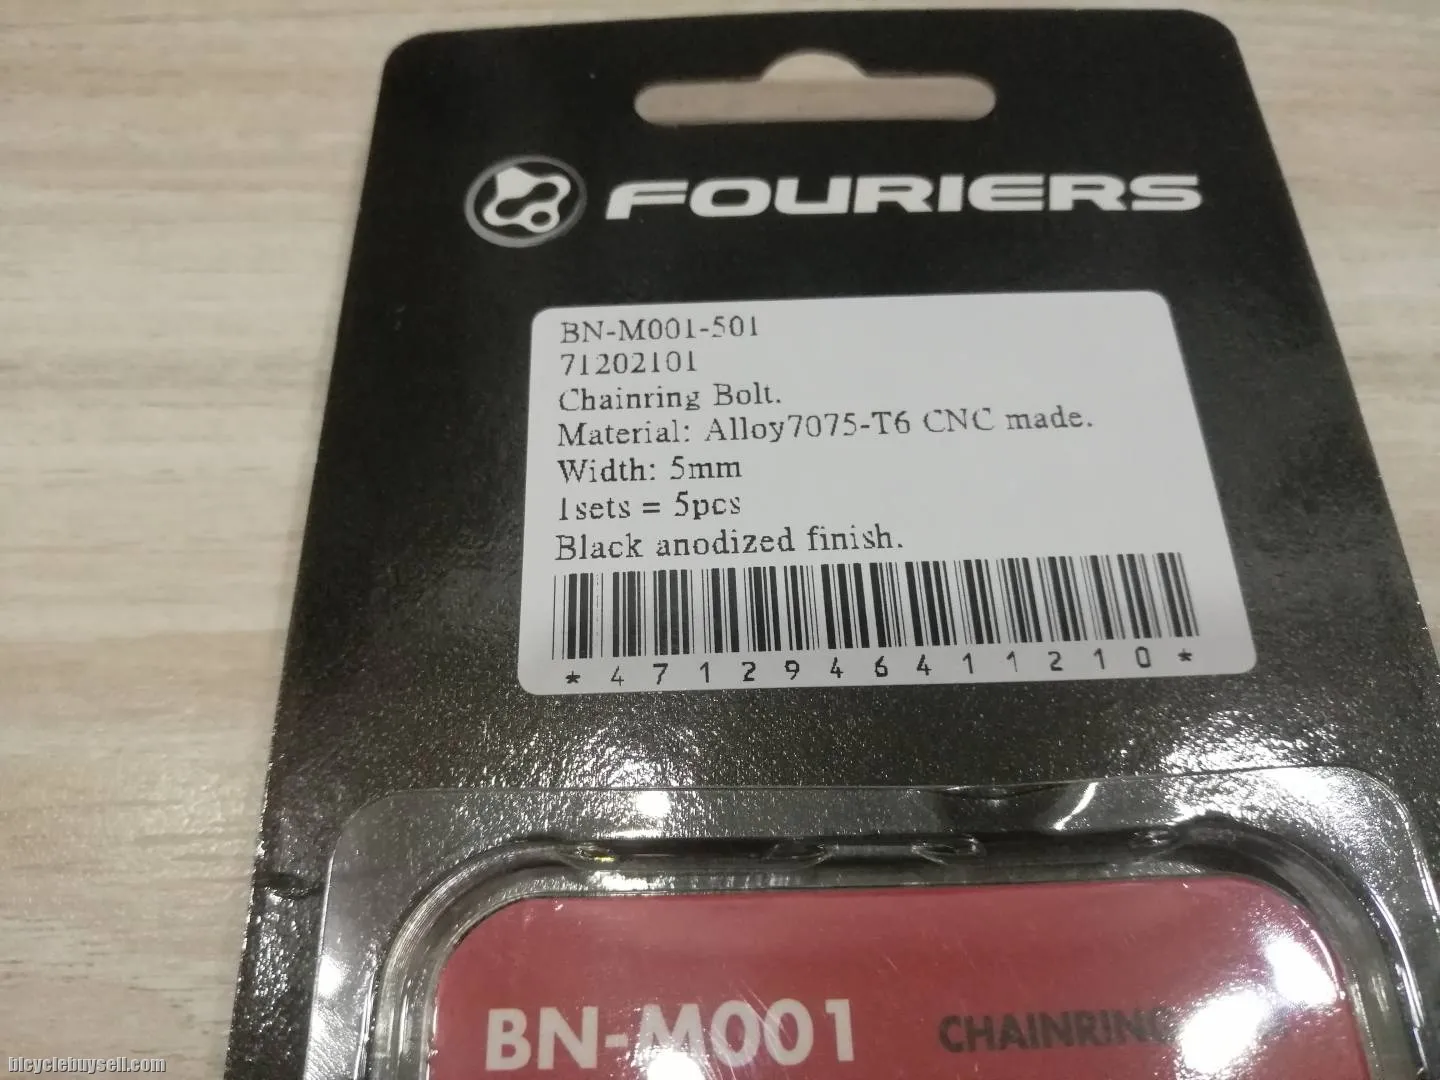 FOURIERS
BN-M001-501
71202101
Chainring Bolt.
Material: Alloy7075-T6 CNC made.
Width: 5mm
1sets = 5pcs
Black anodized finish.
*4712946411210*
BN-M001 CHAINRING
bicyclebuysell.com